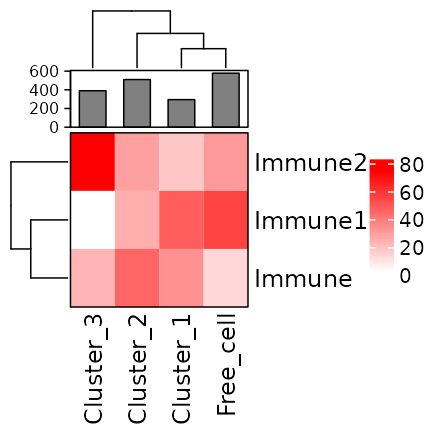 600
400
200
0
Immune2
Immune1
Immune
80
60
40
20
0
Cluster_3
Cluster_2
Cluster_1
Free_cell